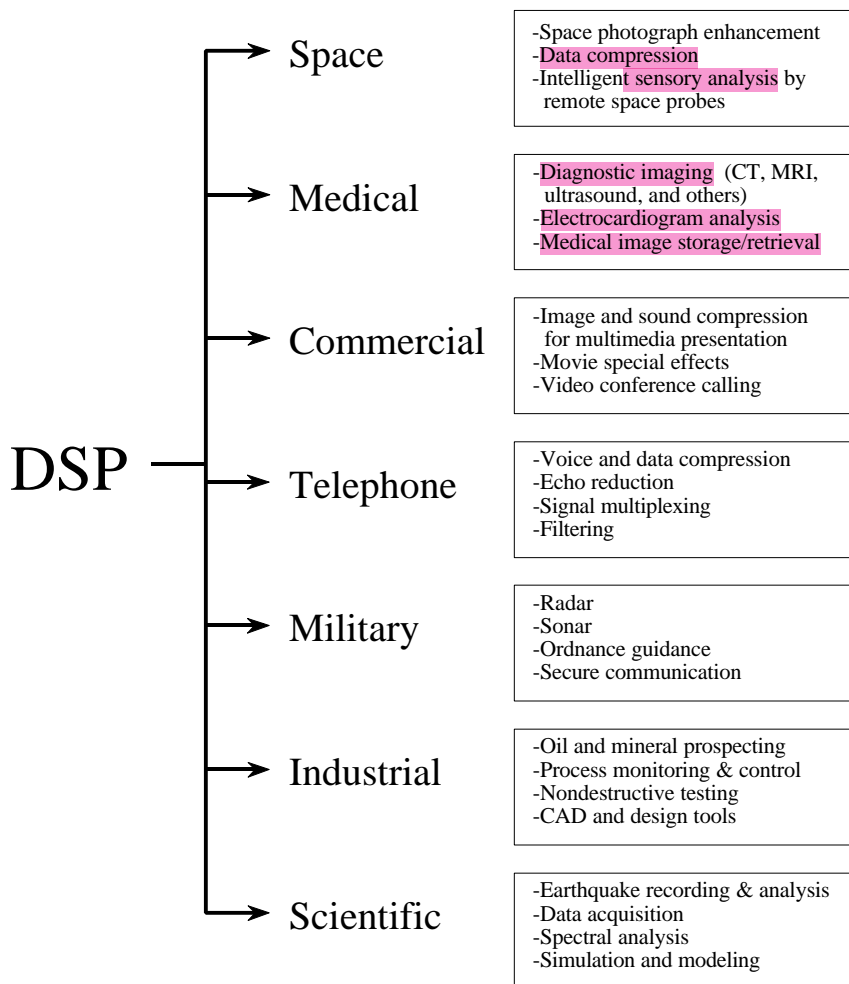 Space
-Space photograph enhancement
-Data compression
-Intelligent sensory analysis by
remote space probes
Medical
-Diagnostic imaging (CT, MRI,
ultrasound, and others)
-Electrocardiogram analysis
-Medical image storage/retrieval
Commercial
-Image and sound compression
for multimedia presentation
-Movie special effects
-Video conference calling
DSP
Telephone
-Voice and data compression
-Echo reduction
-Signal multiplexing
-Filtering
Military
-Radar
-Sonar
-Ordnance guidance
-Secure communication
Industrial
-Oil and mineral prospecting
-Process monitoring & control
-Nondestructive testing
-CAD and design tools
Scientific
-Earthquake recording & analysis
-Data acquisition
-Spectral analysis
-Simulation and modeling